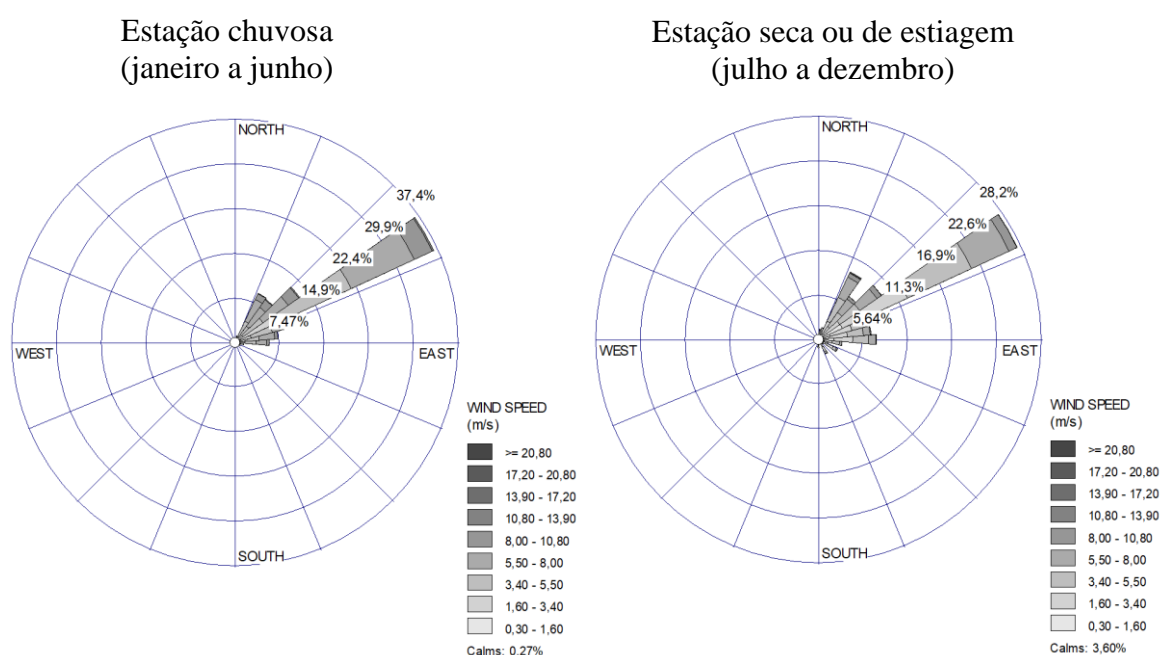 Estação chuvosa
(janeiro a junho)
NORTH
37,4%
29,9%
22,4%
14,9%
7,47%
WEST
EAST
SOUTH
WIND SPEED
(m/s)
>= 20,80
17,20 - 20,80
13,90 - 17,20
10,80 - 13,90
8,00 - 10,80
5,50 - 8,00
3,40 - 5,50
1,60 - 3,40
0,30 - 1,60
Calms: 0,27%
Estação seca ou de estiagem
(julho a dezembro)
NORTH
28,2%
22,6%
16,9%
11,3%
5,64%
WEST
EAST
SOUTH
WIND SPEED
(m/s)
>= 20,80
17,20 - 20,80
13,90 - 17,20
10,80 - 13,90
8,00 - 10,80
5,50 - 8,00
3,40 - 5,50
1,60 - 3,40
0,30 - 1,60
Calms: 3,60%